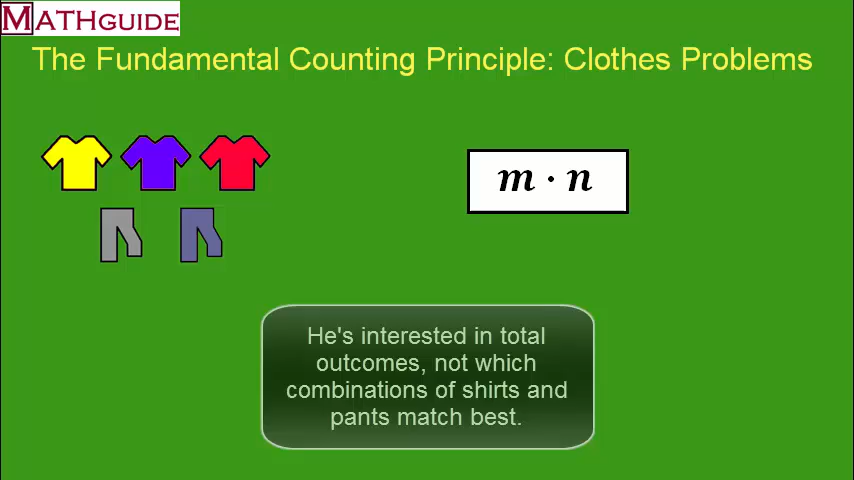 MATHGUIDE
The Fundamental Counting Principle: Clothes Problems
m · n
He's interested in total
outcomes, not which
combinations of shirts and
pants match best.